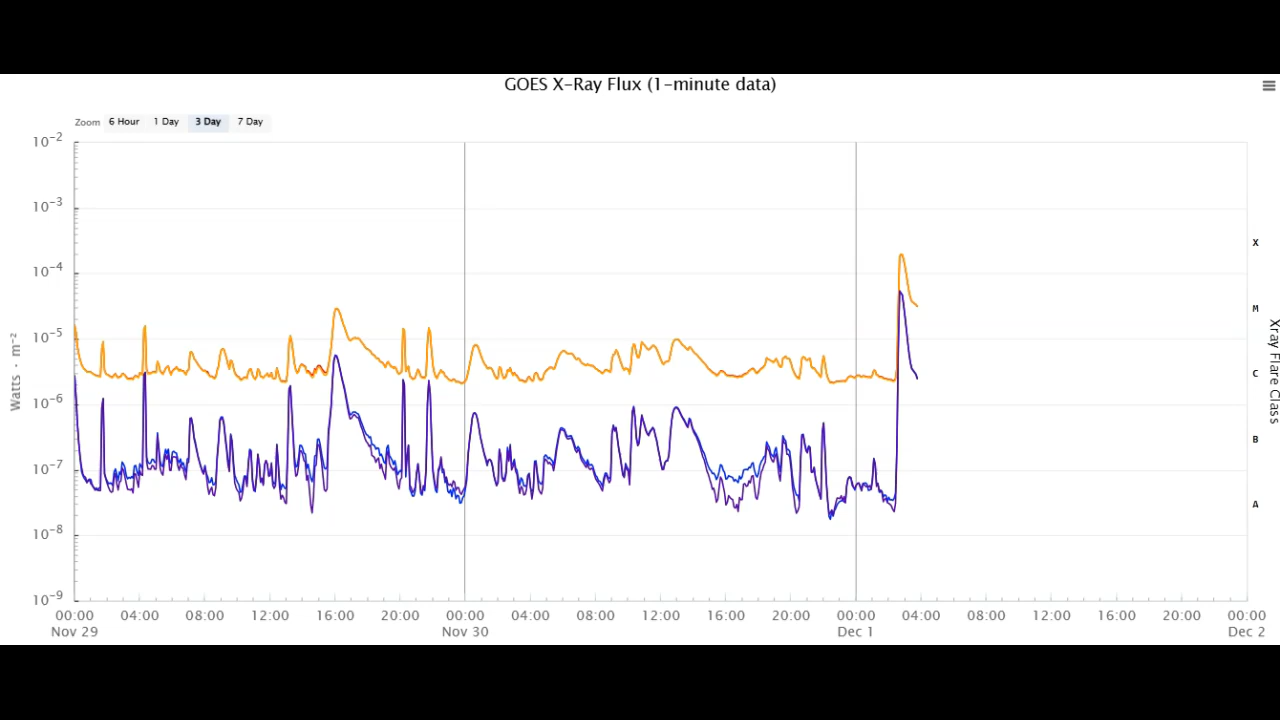 GOES X-Ray Flux (1-minute data)
Zoom 6 Hour 1 Day 3 Day 7 Day
10⁻²
10⁻³
10⁻⁴
10⁻⁵
10⁻⁶
10⁻⁷
10⁻⁸
10⁻⁹
Watts · m⁻²
X
M
C
B
A
Xray Flare Class
00:00 04:00 08:00 12:00 16:00 20:00 00:00 04:00 08:00 12:00 16:00 20:00 00:00 04:00 08:00 12:00 16:00 20:00 00:00
Nov 29 Nov 30 Dec 1 Dec 2